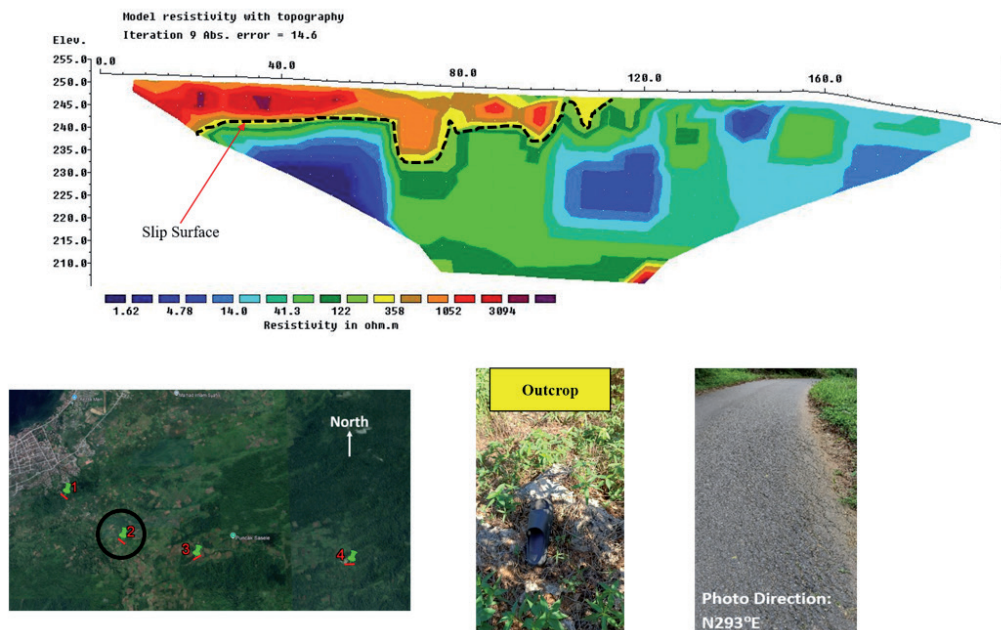 Model resistivity with topography
Iteration 9 Abs. error = 14.6
Elev.
0.0
40.0
80.0
120.0
160.0
255.0
250.0
245.0
240.0
235.0
225.0
220.0
215.0
210.0
Slip Surface
1.62 4.78 14.0 41.3 122 358 1052 3094
Resistivity in ohm.m
North
1
2
3
4
Outcrop
Photo Direction:
N293°E